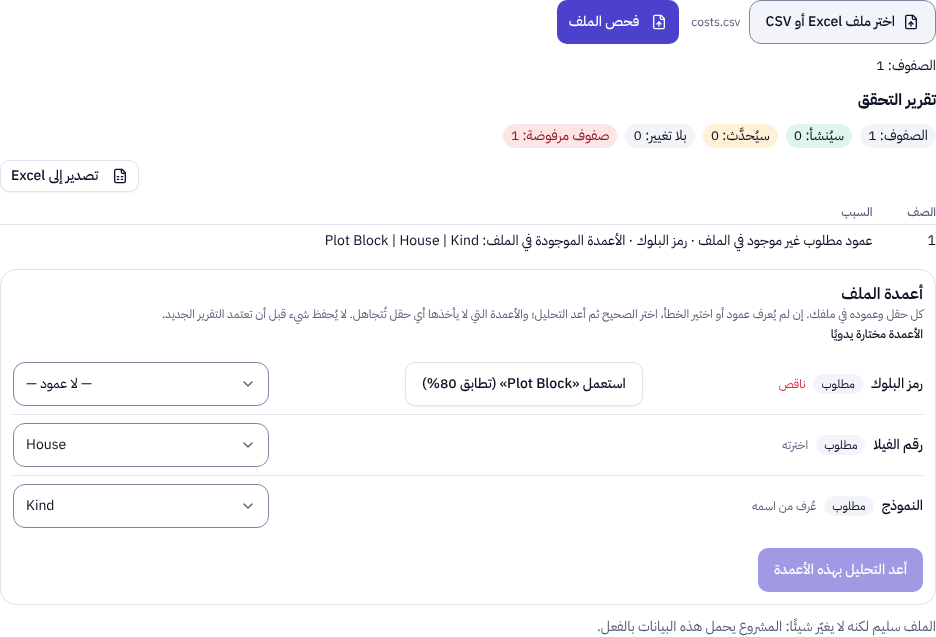 اختر ملف Excel أو CSV costs.csv فحص الملف
الصفوف: 1
تقرير التحقق
الصفوف: 1 سيُنشأ: 0 سيُحدَّث: 0 بلا تغيير: 0 صفوف مرفوضة: 1
تصدير إلى Excel
الصف السبب
1 عمود مطلوب غير موجود في الملف · رمز البلوك · الأعمدة الموجودة في الملف: Plot Block | House | Kind
أعمدة الملف
كل حقل وعموده في ملفك. إن لم يُعرف عمود أو اختير الخطأ، اختر الصحيح ثم أعد التحليل؛ والأعمدة التي لا يأخذها أي حقل تُتجاهل. لا يُحفظ شيء قبل أن تعتمد التقرير الجديد.
الأعمدة مختارة يدويًا
رمز البلوك مطلوب ناقص استعمل «Plot Block» (تطابق 80%) — لا عمود —
رقم الفيلا مطلوب اخترته House
النموذج مطلوب عُرف من اسمه Kind
أعد التحليل بهذه الأعمدة
الملف سليم لكنه لا يغيّر شيئًا: المشروع يحمل هذه البيانات بالفعل.